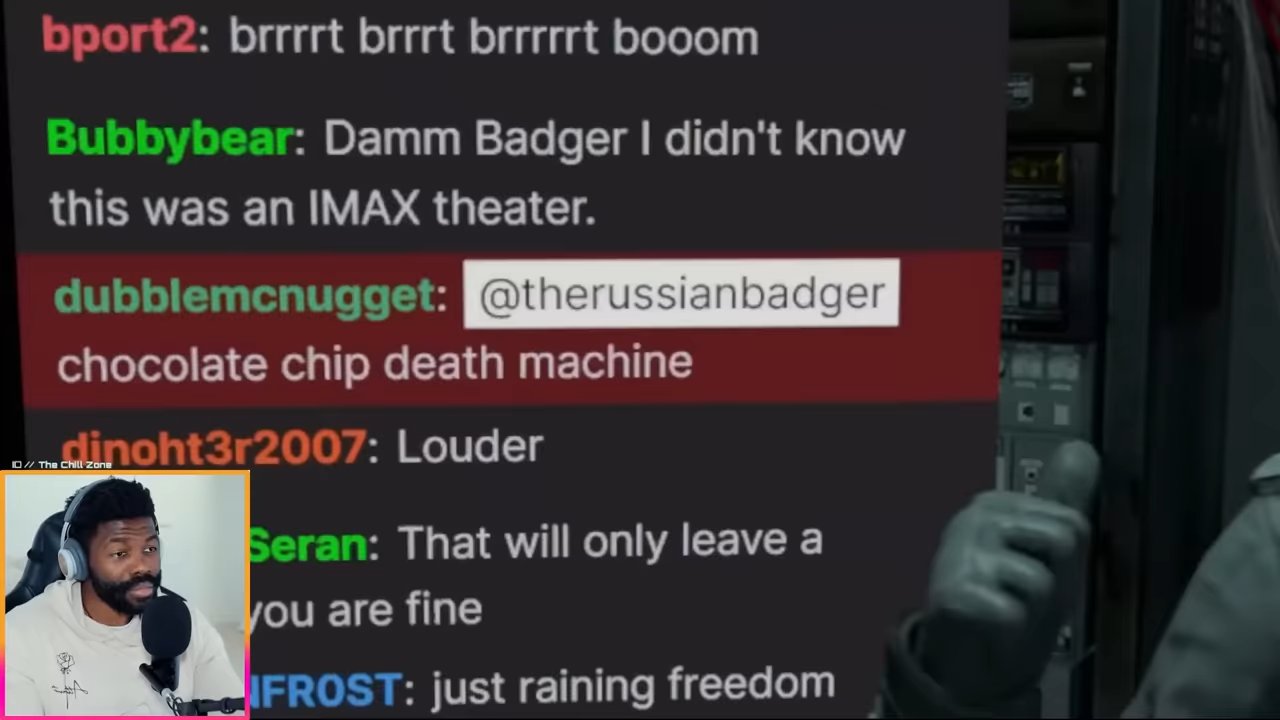 bport2: brrrrt brrrt brrrrrt booom
Bubbybear: Damm Badger I didn't know
this was an IMAX theater.
dubblemcnugget: @therussianbadger
chocolate chip death machine
dinoht3r2007: Louder
// The Chill Zone
Seran: That will only leave a
you are fine
FR0ST: just raining freedom